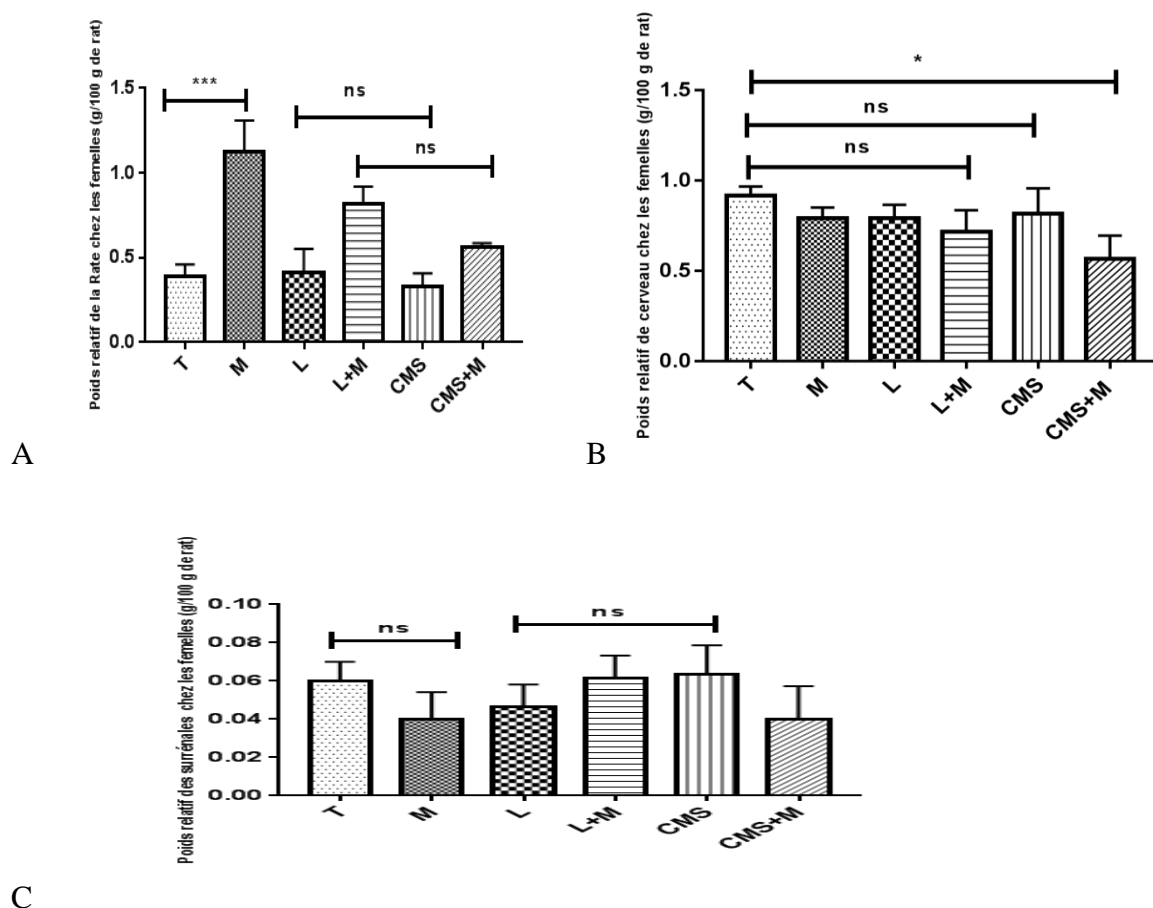 Poids relatif de la Rate chez les femelles (g/100 g de rat)
1.5
1.0
0.5
0.0
***
ns
ns
T
M
L
L+M
CMS
CMS+M
A
Poids relatif de cerveau chez les femelles (g/100 g de rat)
1.5
1.0
0.5
0.0
*
ns
ns
T
M
L
L+M
CMS
CMS+M
B
Poids relatif des surrénales chez les femelles (g/100 g de rat)
0.10
0.08
0.06
0.04
0.02
0.00
ns
ns
T
M
L
L+M
CMS
CMS+M
C